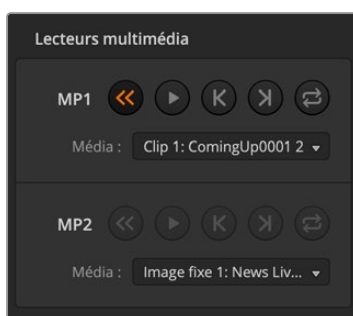 Lecteurs multimédia
MP1
Média : Clip 1: ComingUp0001 2
MP2
Média : Image fixe 1: News Liv...